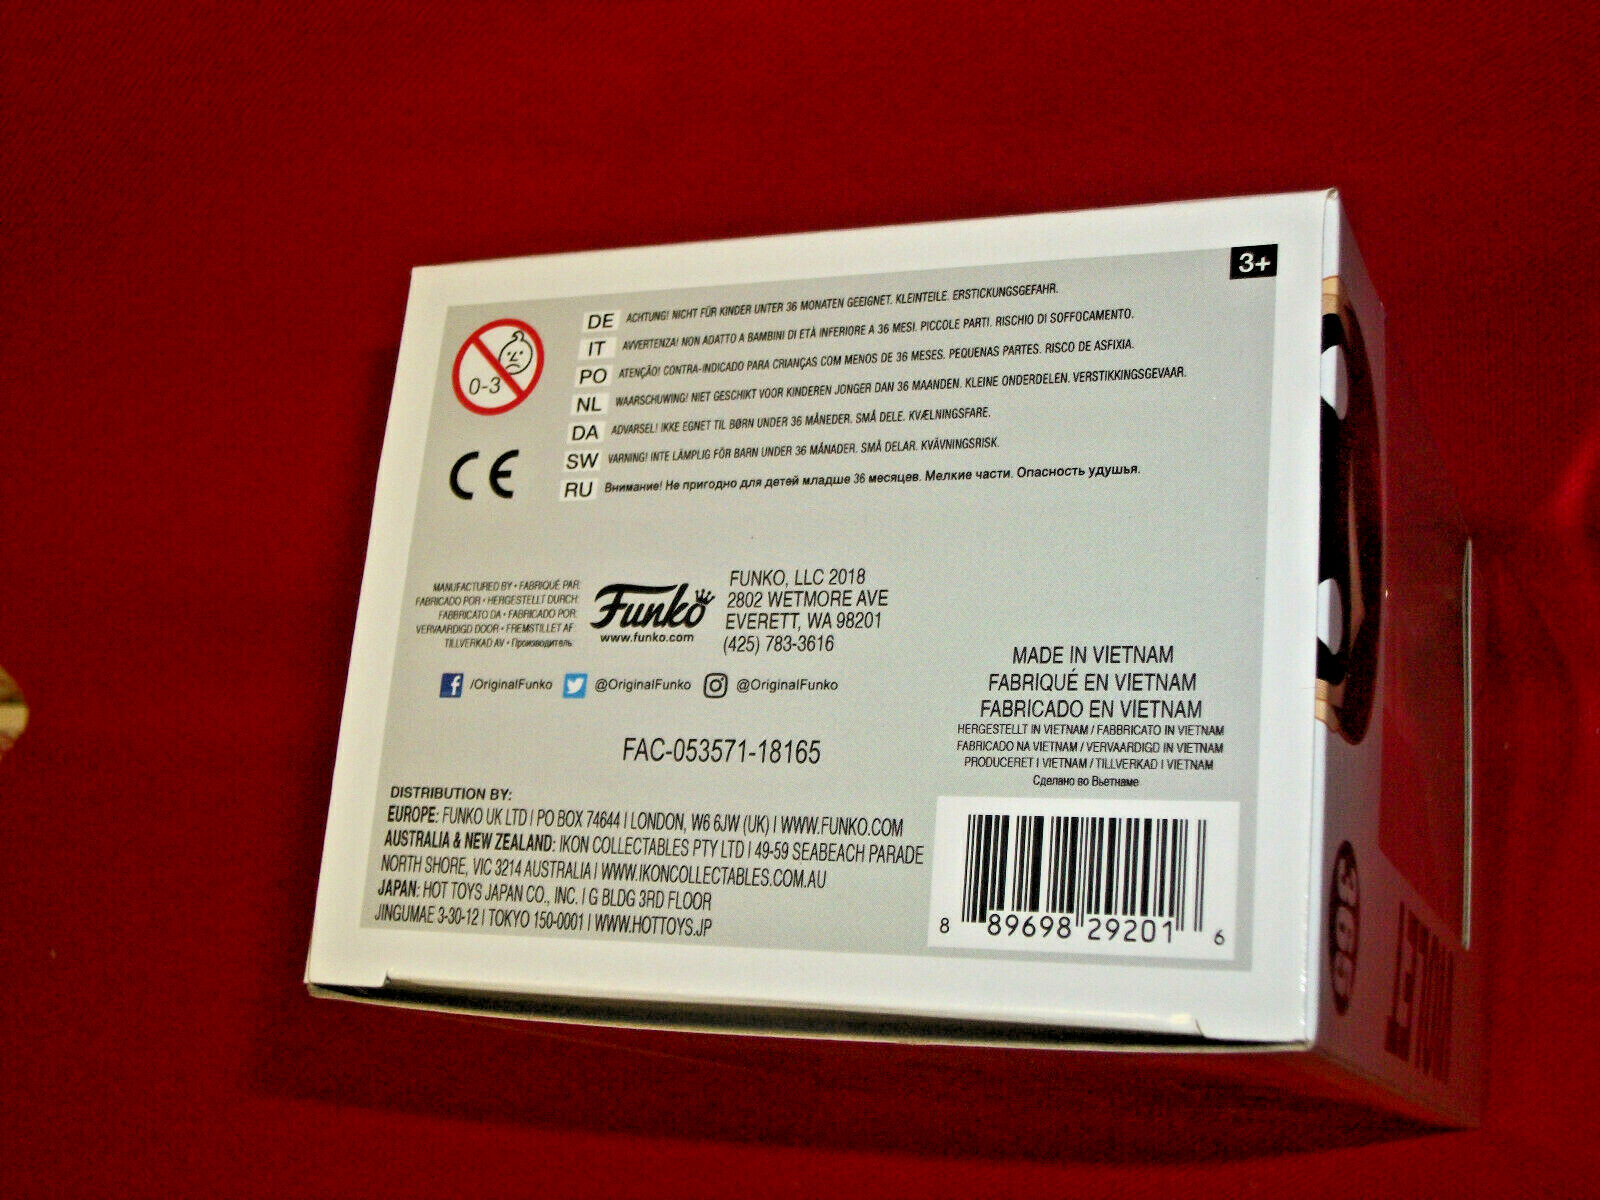 3+
0-3
DE ACHTUNG! NICHT FÜR KINDER UNTER 36 MONATEN GEEIGNET. KLEINTEILE. ERSTICKUNGSGEFAHR.
IT AVVERTENZA! NON ADATTO A BAMBINI DI ETÀ INFERIORE A 36 MESI. PICCOLE PARTI. RISCHIO DI SOFFOCAMENTO.
PO ATENÇÃO! CONTRA-INDICADO PARA CRIANÇAS COM MENOS DE 36 MESES. PEQUENAS PARTES. RISCO DE ASFIXIA.
NL WAARSCHUWING! NIET GESCHIKT VOOR KINDEREN JONGER DAN 36 MAANDEN. KLEINE ONDERDELEN. VERSTIKKINGSGEVAAR.
DA ADVARSEL! IKKE EGNET TIL BØRN UNDER 36 MÅNEDER. SMÅ DELE. KVÆLNINGSFARE.
SW VARNING! INTE LÄMPLIG FÖR BARN UNDER 36 MÅNADER. SMÅ DELAR. KVÄVNINGSRISK.
RU Внимание! Не пригодно для детей младше 36 месяцев. Мелкие части. Опасность удушья.
CE
MANUFACTURED BY • FABRIQUÉ PAR:
FABRICADO POR • HERGESTELLT DURCH:
FABBRICATO DA • FABRICADO POR:
VERVAARDIGD DOOR • FREMSTILLET AF:
TILLVERKAD AV • Производитель
Funko
www.funko.com
FUNKO, LLC 2018
2802 WETMORE AVE
EVERETT, WA 98201
(425) 783-3616
/OriginalFunko @OriginalFunko @OriginalFunko
FAC-053571-18165
MADE IN VIETNAM
FABRIQUÉ EN VIETNAM
FABRICADO EN VIETNAM
HERGESTELLT IN VIETNAM / FABBRICATO IN VIETNAM
FABRICADO NA VIETNAM / VERVAARDIGD IN VIETNAM
PRODUCERET I VIETNAM / TILLVERKAD I VIETNAM
Сделано во Вьетнаме
DISTRIBUTION BY:
EUROPE: FUNKO UK LTD | PO BOX 74644 | LONDON, W6 6JW (UK) | WWW.FUNKO.COM
AUSTRALIA & NEW ZEALAND: IKON COLLECTABLES PTY LTD | 49-59 SEABEACH PARADE
NORTH SHORE, VIC 3214 AUSTRALIA | WWW.IKONCOLLECTABLES.COM.AU
JAPAN: HOT TOYS JAPAN CO., INC. | G BLDG 3RD FLOOR
JINGUMAE 3-30-12 | TOKYO 150-0001 | WWW.HOTTOYS.JP
8 89698 29201 6
365